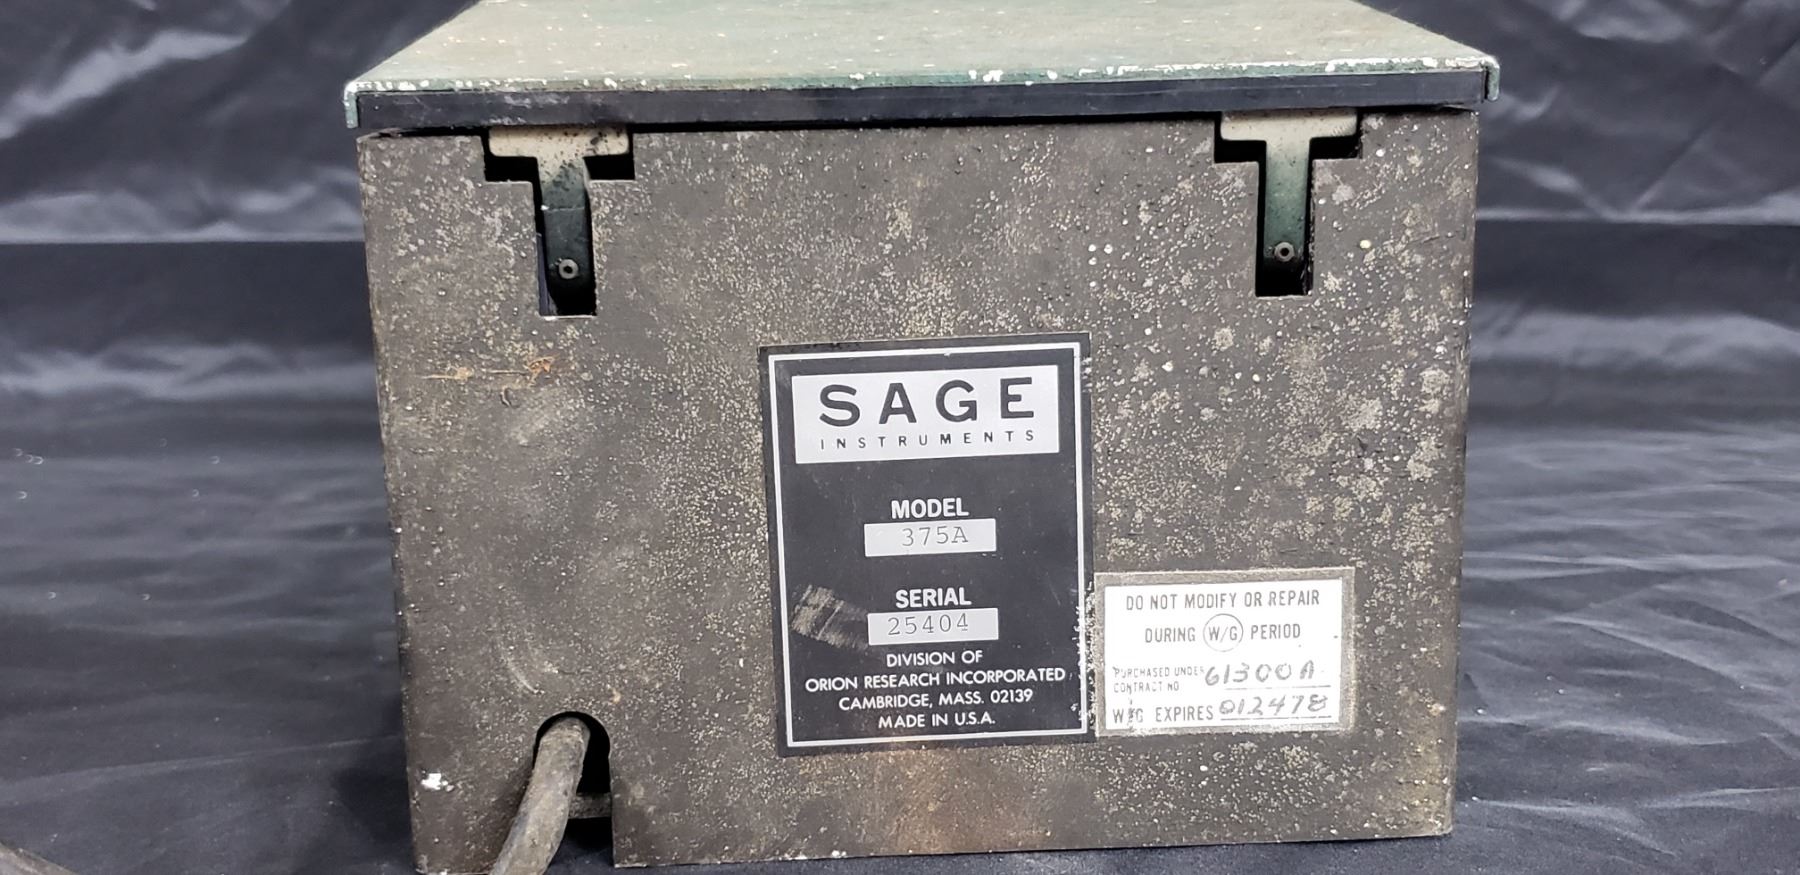 SAGE
INSTRUMENTS
MODEL
375A
SERIAL
25404
DIVISION OF
ORION RESEARCH INCORPORATED
CAMBRIDGE, MASS. 02139
MADE IN U.S.A.
DO NOT MODIFY OR REPAIR
DURING W/G PERIOD
PURCHASED UNDER 61300A
CONTRACT NO
W/G EXPIRES 012478